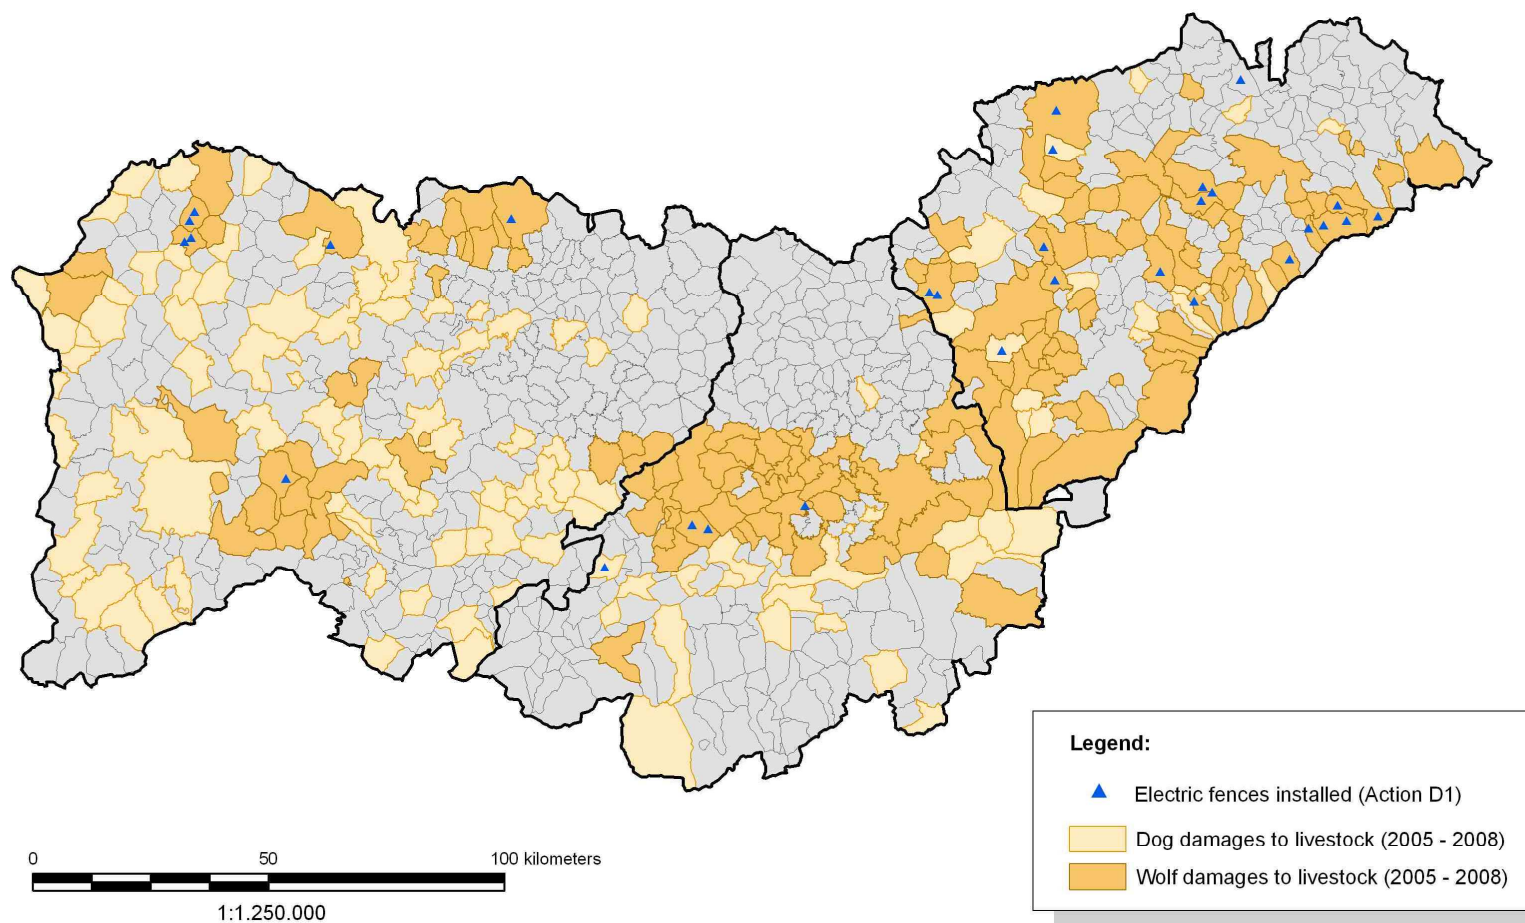 Legend:
Electric fences installed (Action D1)
Dog damages to livestock (2005 - 2008)
Wolf damages to livestock (2005 - 2008)
0 50 100 kilometers
1:1.250.000